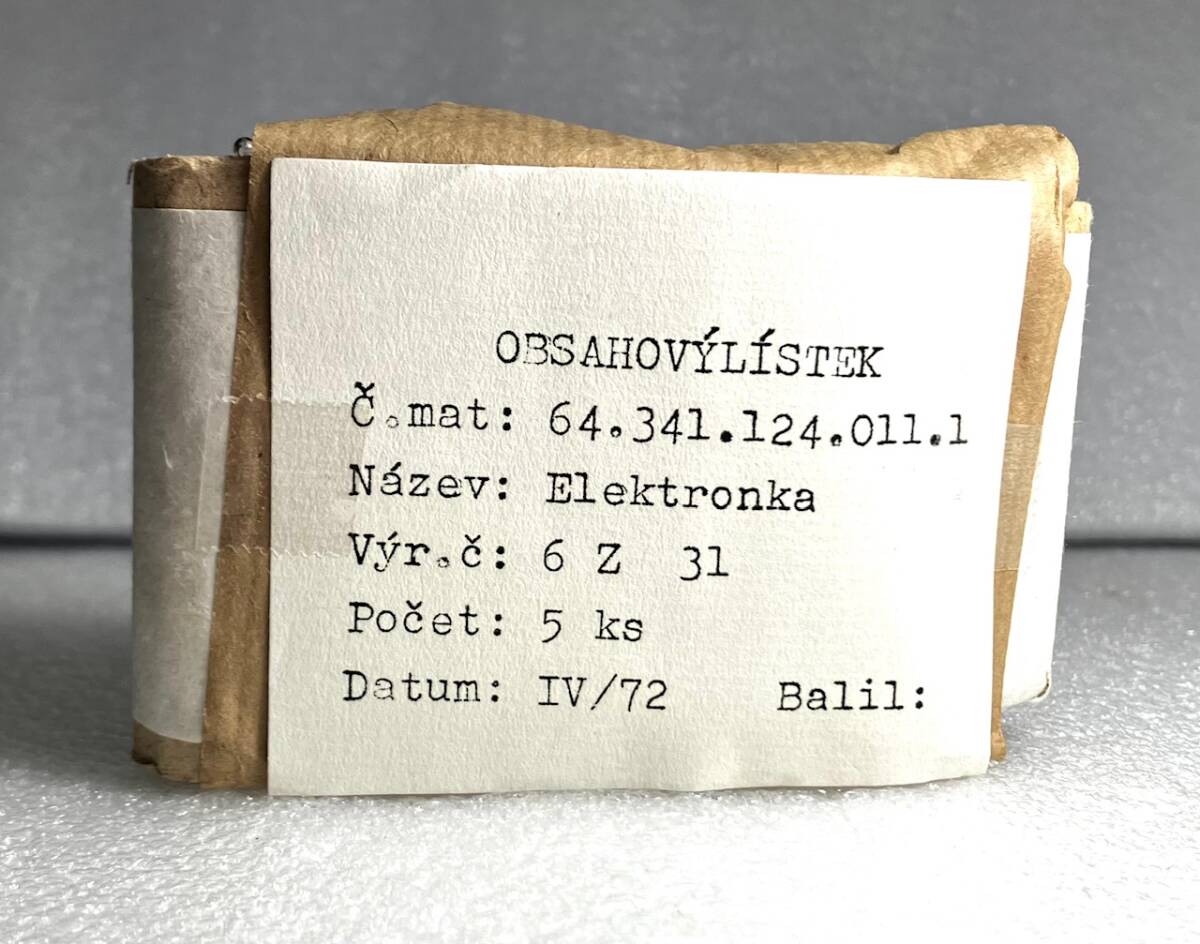 OBSAHOVÝLÍSTEK
Č.mat: 64.341.124.011.1
Název: Elektronka
Výr.č: 6 Z 31
Počet: 5 ks
Datum: IV/72 Balil: